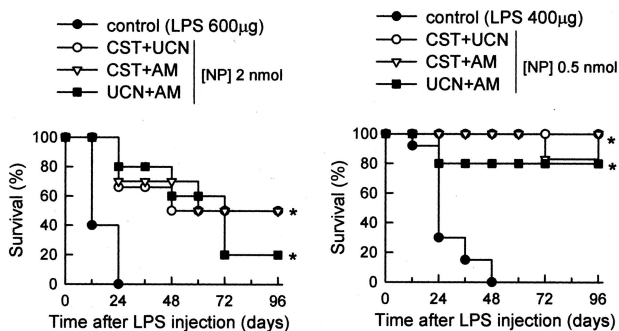 control (LPS 600μg)
CST+UCN
CST+AM
UCN+AM
[NP] 2 nmol
100
80
60
40
20
0
Survival (%)
*
*
0 24 48 72 96
Time after LPS injection (days)
control (LPS 400μg)
CST+UCN
CST+AM
UCN+AM
[NP] 0.5 nmol
100
80
60
40
20
0
Survival (%)
*
*
0 24 48 72 96
Time after LPS injection (days)